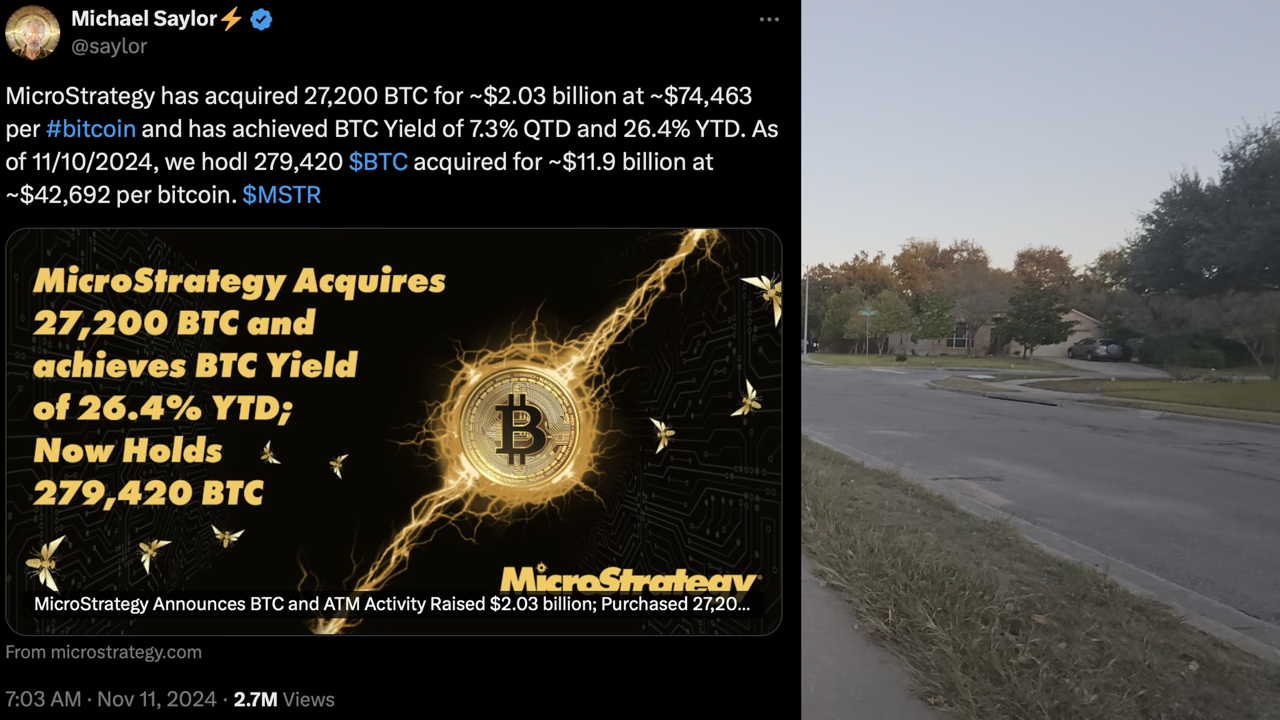 Michael Saylor⚡
@saylor
MicroStrategy has acquired 27,200 BTC for ~$2.03 billion at ~$74,463
per #bitcoin and has achieved BTC Yield of 7.3% QTD and 26.4% YTD. As
of 11/10/2024, we hodl 279,420 $BTC acquired for ~$11.9 billion at
~$42,692 per bitcoin. $MSTR
MicroStrategy Acquires
27,200 BTC and
achieves BTC Yield
of 26.4% YTD;
Now Holds
279,420 BTC
MicroStrategy
MicroStrategy Announces BTC and ATM Activity Raised $2.03 billion; Purchased 27,20...
From microstrategy.com
7:03 AM · Nov 11, 2024 · 2.7M Views